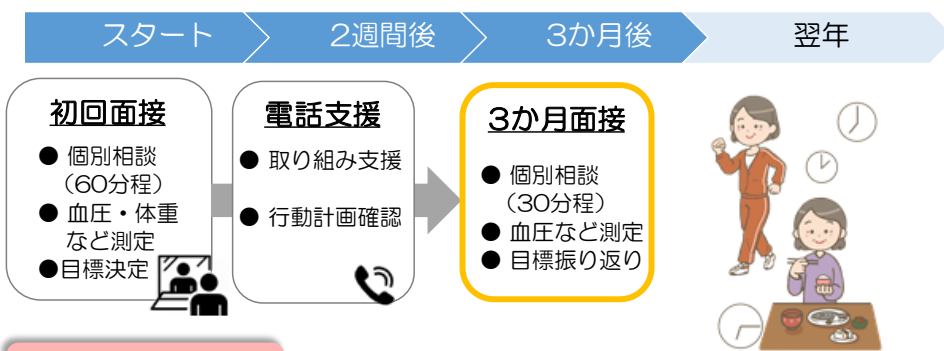 スタート
2週間後
3か月後
翌年
初回面接
● 個別相談
（60分程）
● 血圧・体重
など測定
●目標決定
電話支援
● 取り組み支援
● 行動計画確認
3か月面接
● 個別相談
（30分程）
● 血圧など測定
● 目標振り返り